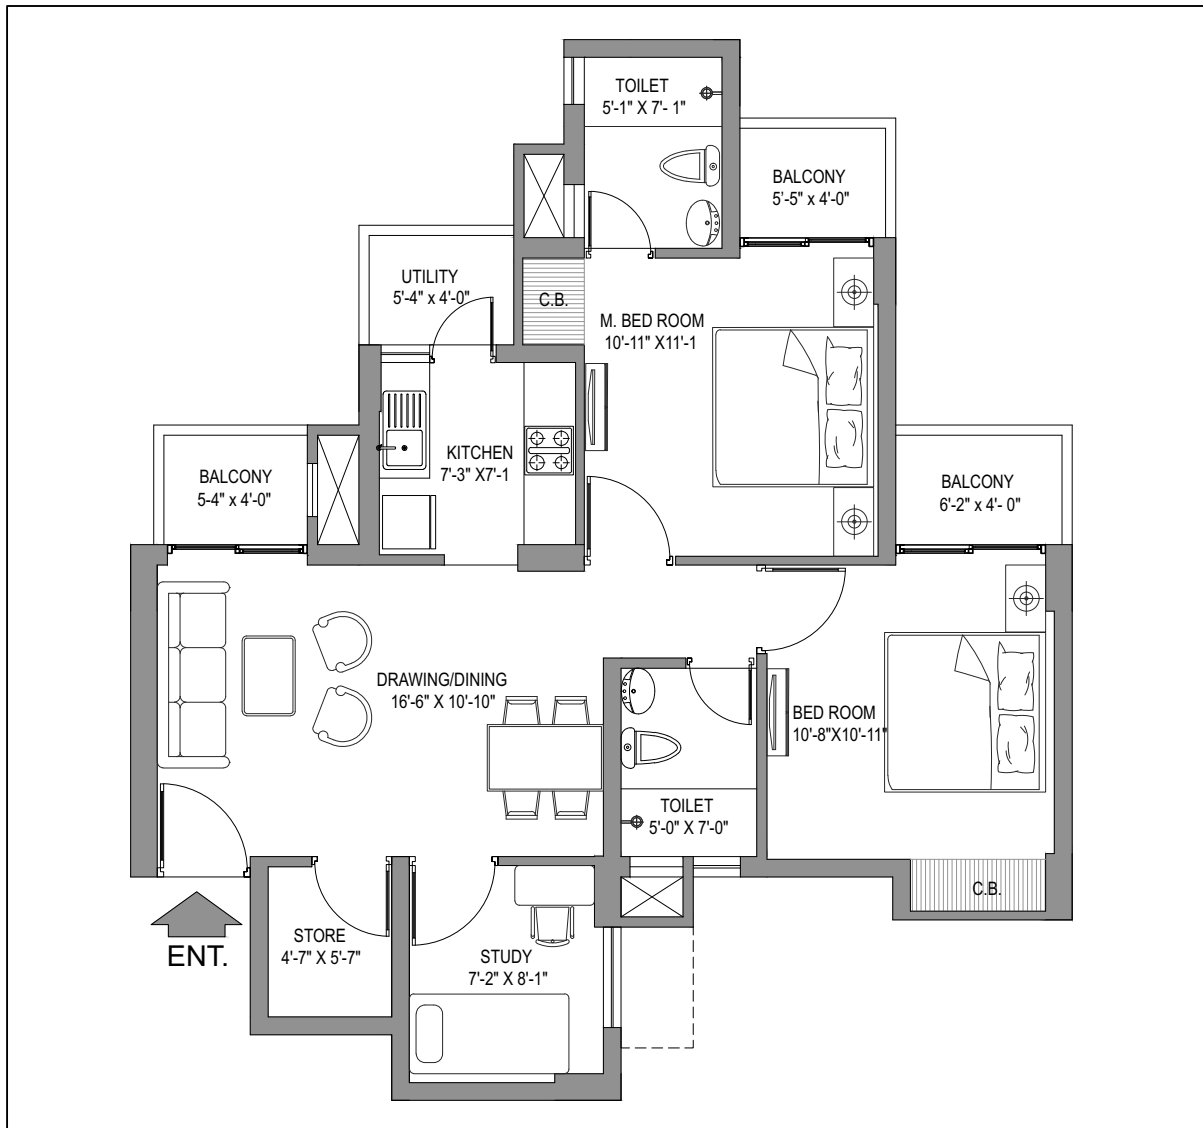 TOILET
5'-1" X 7'- 1"
BALCONY
5'-5" x 4'-0"
UTILITY
5'-4" x 4'-0"
C.B.
M. BED ROOM
10'-11" X11'-1
KITCHEN
7'-3" X7'-1
BALCONY
5-4" x 4'-0"
BALCONY
6'-2" x 4'- 0"
DRAWING/DINING
16'-6" X 10'-10"
BED ROOM
10'-8"X10'-11"
TOILET
5'-0" X 7'-0"
C.B.
ENT.
STORE
4'-7" X 5'-7"
STUDY
7'-2" X 8'-1"